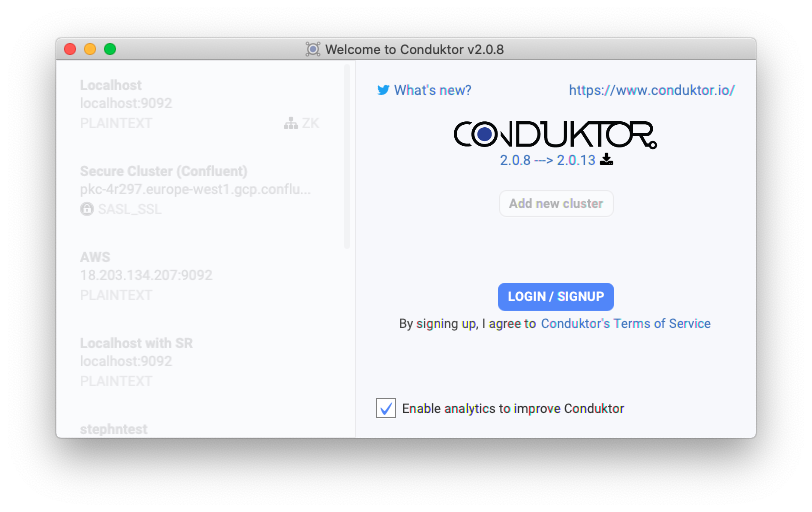 Welcome to Conduktor v2.0.8
Localhost
localhost:9092
PLAINTEXT
ZK
Secure Cluster (Confluent)
pkc-4r297.europe-west1.gcp.conflu...
SASL_SSL
AWS
18.203.134.207:9092
PLAINTEXT
Localhost with SR
localhost:9092
PLAINTEXT
stephntest
What's new?
https://www.conduktor.io/
CONDUKTOR
2.0.8 ---> 2.0.13
Add new cluster
LOGIN / SIGNUP
By signing up, I agree to Conduktor's Terms of Service
Enable analytics to improve Conduktor